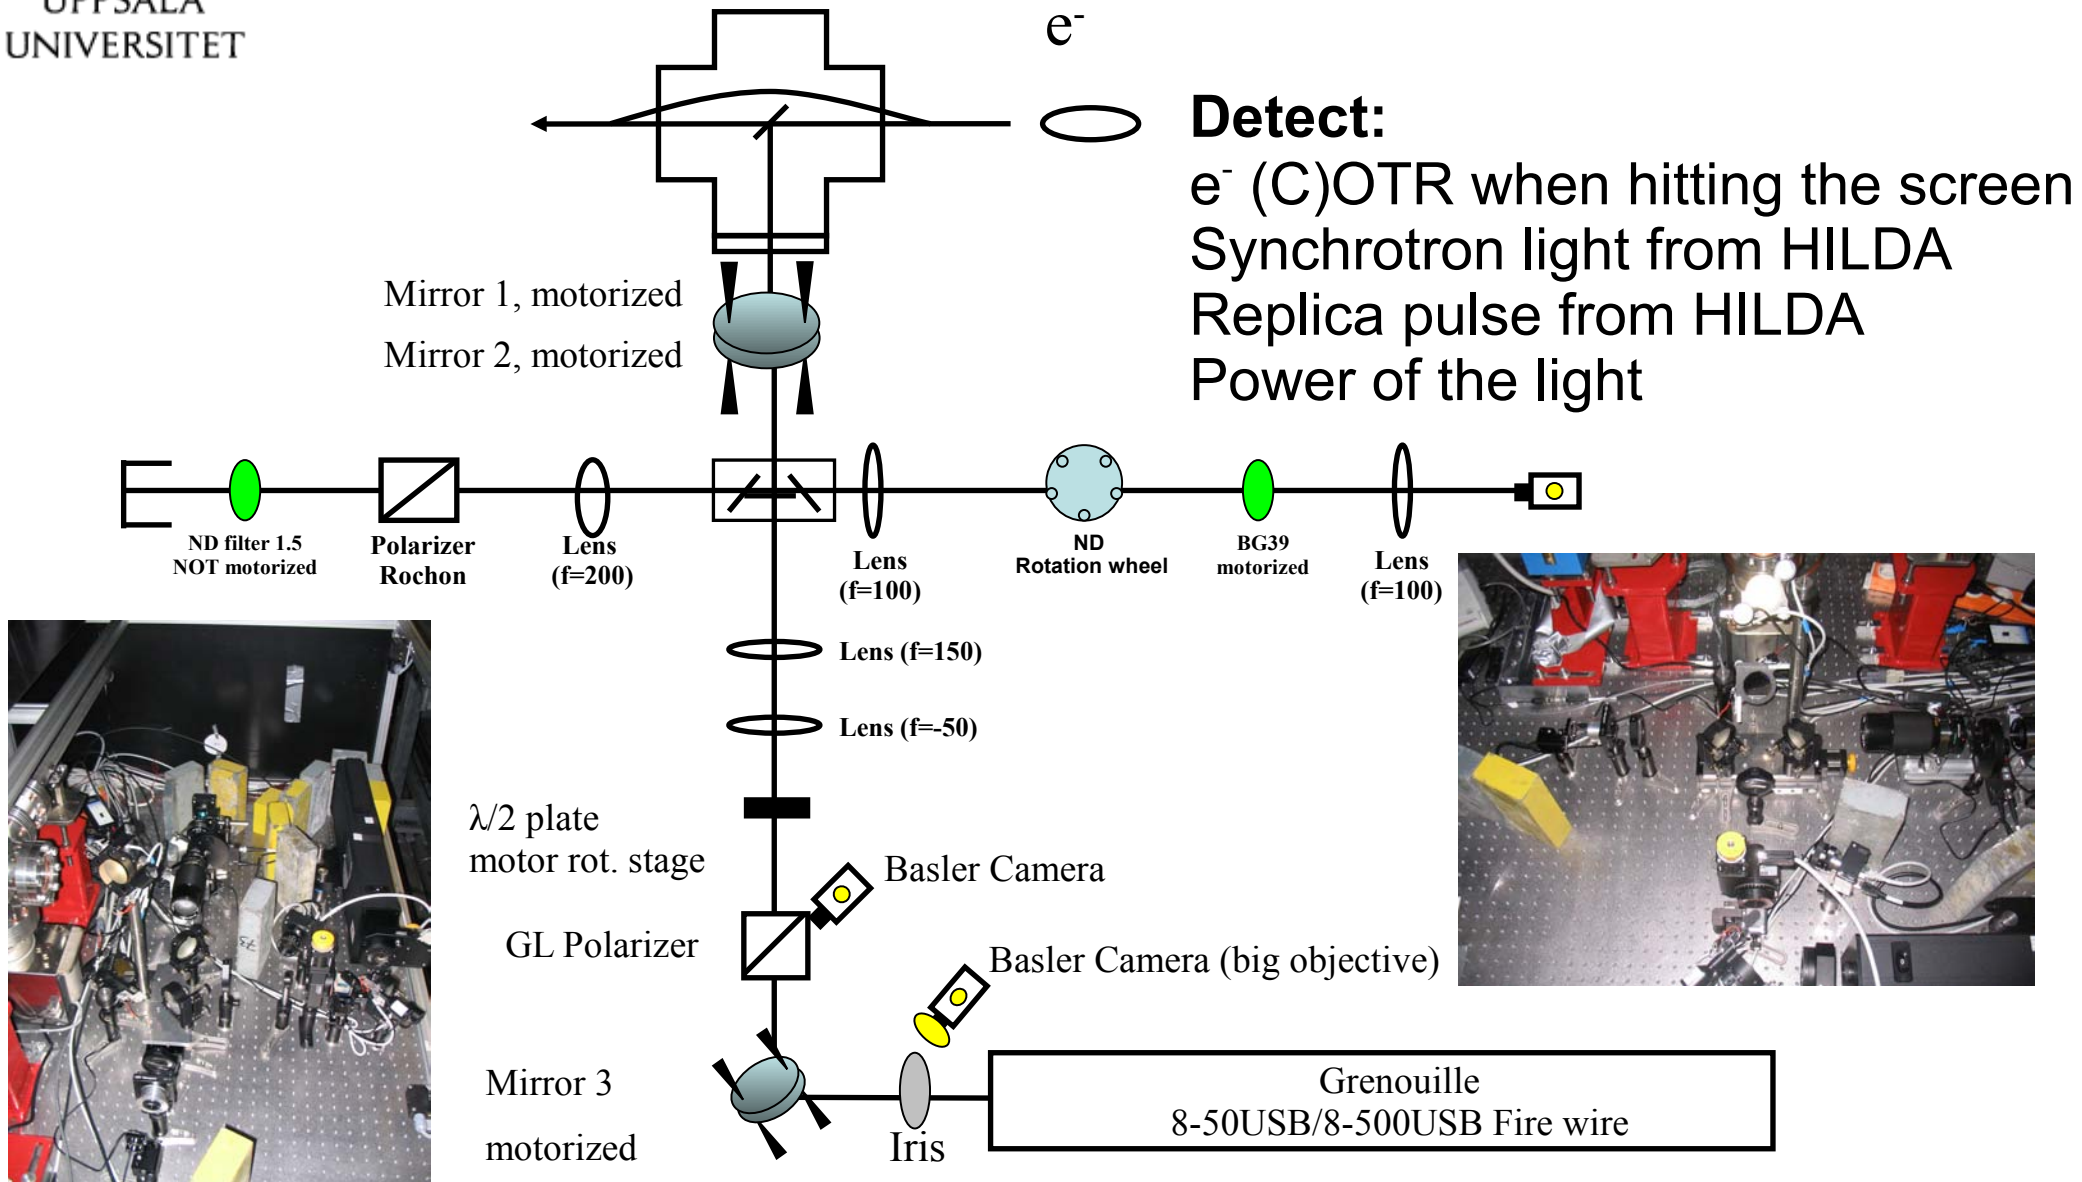 UPPSALA
UNIVERSITET
e-
Detect:
e- (C)OTR when hitting the screen
Synchrotron light from HILDA
Replica pulse from HILDA
Power of the light
Mirror 1, motorized
Mirror 2, motorized
ND filter 1.5
NOT motorized
Polarizer
Rochon
Lens
(f=200)
Lens
(f=100)
ND
Rotation wheel
BG39
motorized
Lens
(f=100)
Lens (f=150)
Lens (f=-50)
λ/2 plate
motor rot. stage
Basler Camera
GL Polarizer
Basler Camera (big objective)
Mirror 3
motorized
Iris
Grenouille
8-50USB/8-500USB Fire wire